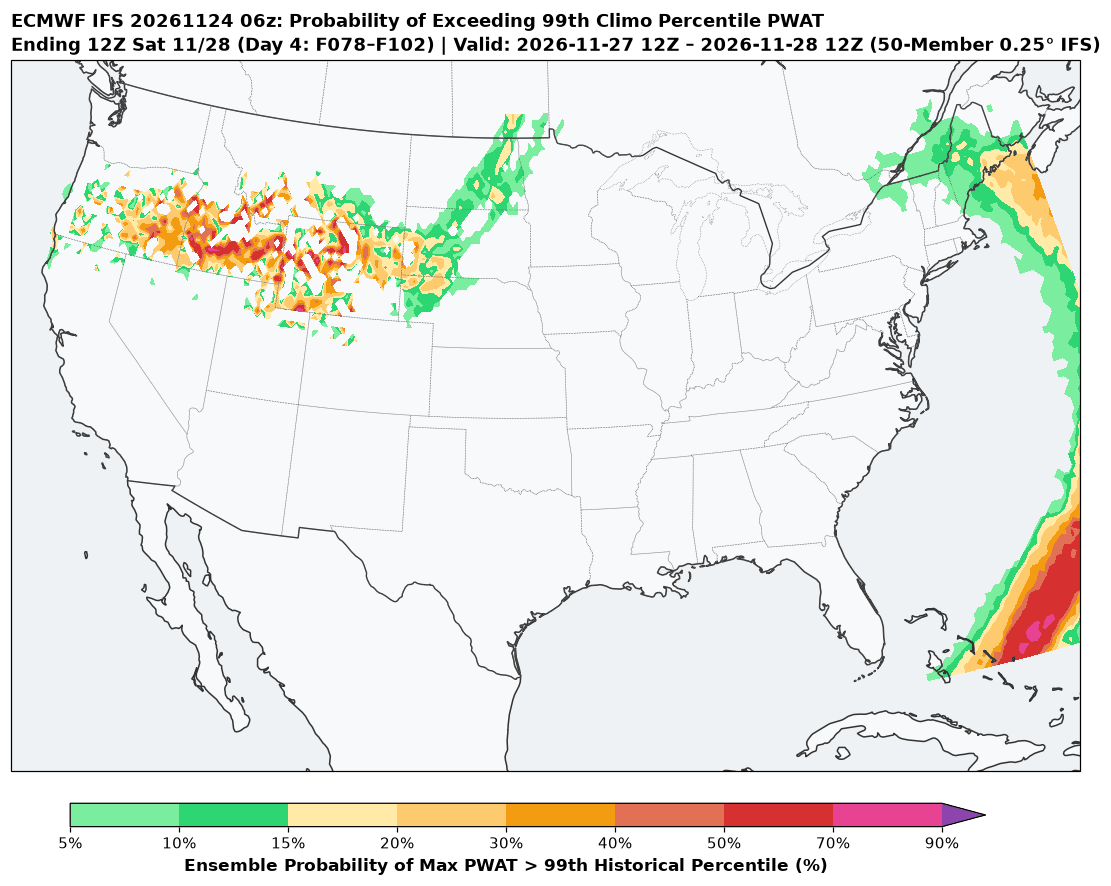 ECMWF IFS 20261124 06z: Probability of Exceeding 99th Climo Percentile PWAT
Ending 12Z Sat 11/28 (Day 4: F078–F102) | Valid: 2026-11-27 12Z – 2026-11-28 12Z (50-Member 0.25° IFS)
5% 10% 15% 20% 30% 40% 50% 70% 90%
Ensemble Probability of Max PWAT > 99th Historical Percentile (%)